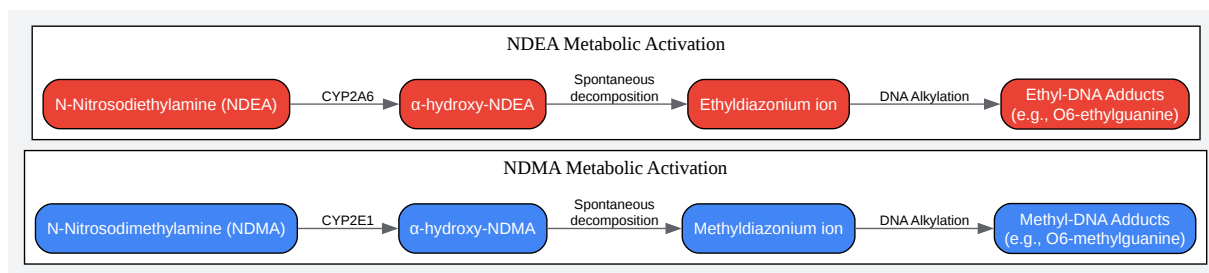 NDEA Metabolic Activation
N-Nitrosodiethylamine (NDEA)
CYP2A6
α-hydroxy-NDEA
Spontaneous
decomposition
Ethyldiazonium ion
DNA Alkylation
Ethyl-DNA Adducts
(e.g., O6-ethylguanine)
NDMA Metabolic Activation
N-Nitrosodimethylamine (NDMA)
CYP2E1
α-hydroxy-NDMA
Spontaneous
decomposition
Methyldiazonium ion
DNA Alkylation
Methyl-DNA Adducts
(e.g., O6-methylguanine)